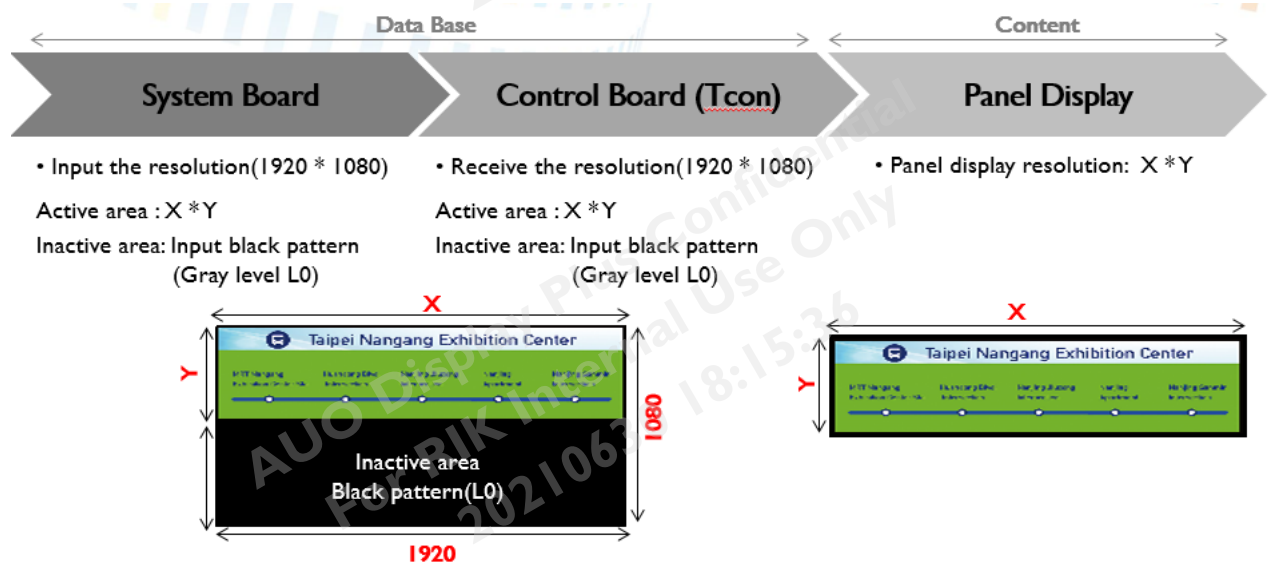 Data Base
Content
System Board
Control Board (Tcon)
Panel Display
• Input the resolution(1920 * 1080)
Active area : X * Y
Inactive area: Input black pattern
(Gray level L0)
• Receive the resolution(1920 * 1080)
Active area : X * Y
Inactive area: Input black pattern
(Gray level L0)
• Panel display resolution: X * Y
X
Y
Taipei Nangang Exhibition Center
Inactive area
Black pattern(L0)
1080
1920
X
Y
Taipei Nangang Exhibition Center
AUO Display Plus Confidential
For RIK Internal Use Only
18:15:36